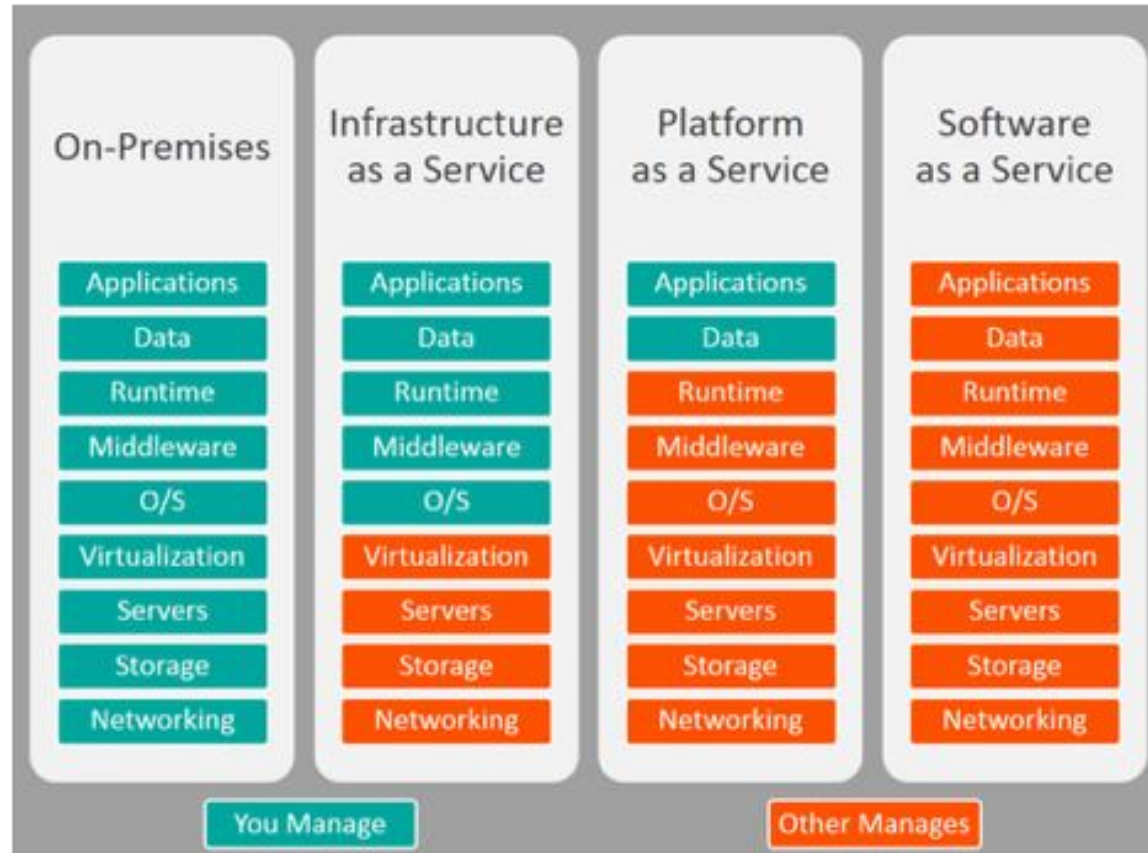 On-Premises
Applications
Data
Runtime
Middleware
O/S
Virtualization
Servers
Storage
Networking
Infrastructure
as a Service
Applications
Data
Runtime
Middleware
O/S
Virtualization
Servers
Storage
Networking
Platform
as a Service
Applications
Data
Runtime
Middleware
O/S
Virtualization
Servers
Storage
Networking
Software
as a Service
Applications
Data
Runtime
Middleware
O/S
Virtualization
Servers
Storage
Networking
You Manage
Other Manages